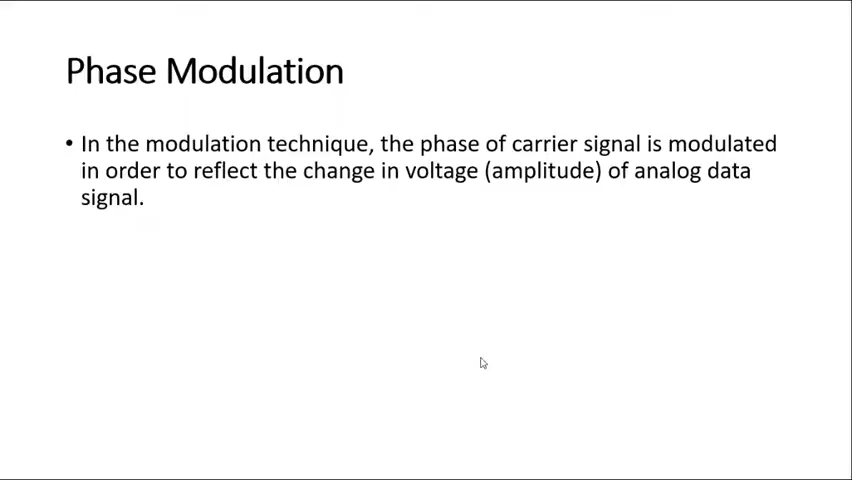 Phase Modulation
• In the modulation technique, the phase of carrier signal is modulated
in order to reflect the change in voltage (amplitude) of analog data
signal.